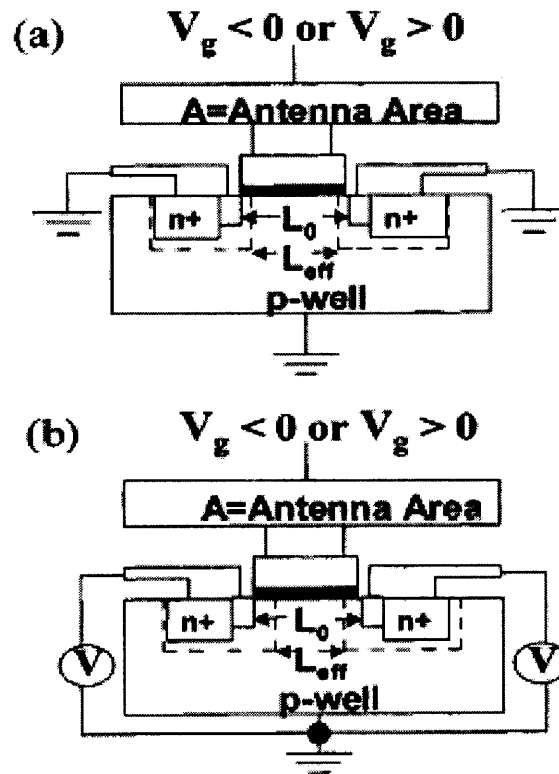 (a) V_g < 0 or V_g > 0
A=Antenna Area
n+ L_0 n+
L_eff
p-well
(b) V_g < 0 or V_g > 0
A=Antenna Area
n+ L_0 n+
V L_eff V
p-well